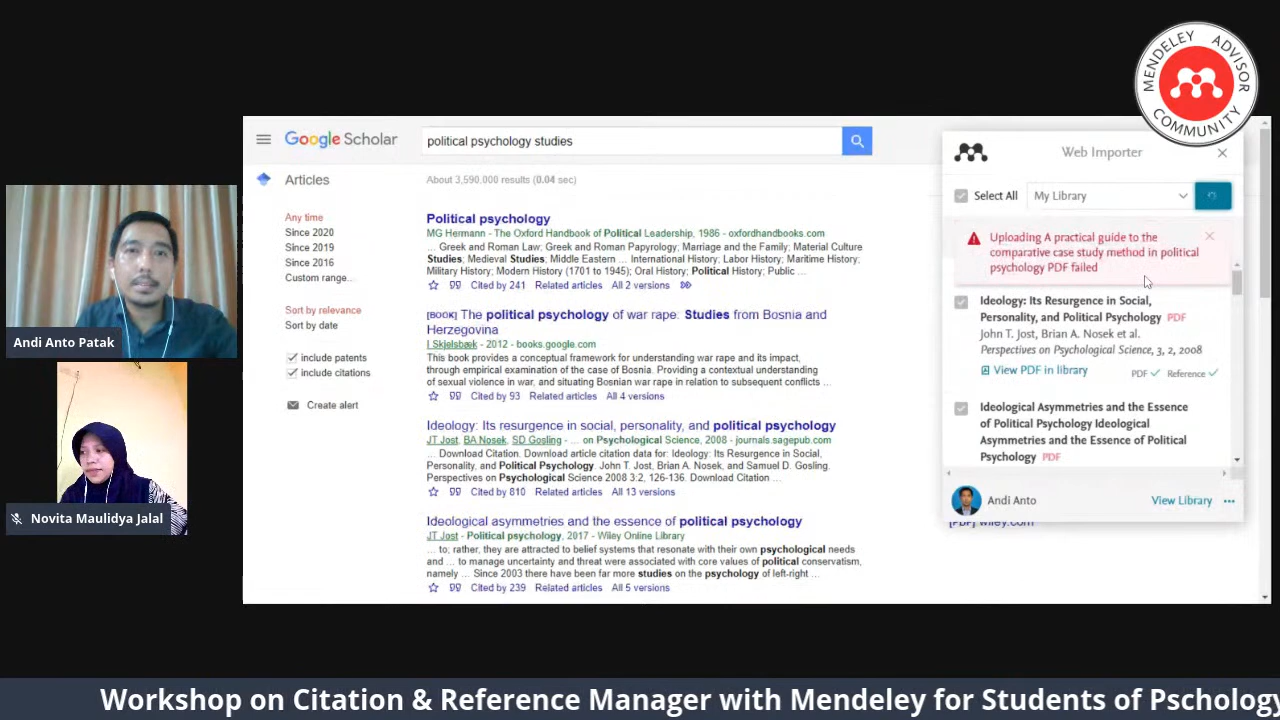 MENDELEY ADVISOR COMMUNITY
Google Scholar
political psychology studies
Articles
About 3,590,000 results (0.04 sec)
Any time
Since 2020
Since 2019
Since 2016
Custom range...
Sort by relevance
Sort by date
include patents
include citations
Create alert
Political psychology
MG Hermann - The Oxford Handbook of Political Leadership, 1986 - oxfordhandbooks.com
... Greek and Roman Law; Greek and Roman Papyrology; Marriage and the Family; Material Culture
Studies; Medieval Studies; Middle Eastern ... International History; Labor History; Maritime History;
Military History; Modern History (1701 to 1945); Oral History; Political History; Public ...
Cited by 241 Related articles All 2 versions
[BOOK] The political psychology of war rape: Studies from Bosnia and
Herzegovina
I Skjelsbæk - 2012 - books.google.com
This book provides a conceptual framework for understanding war rape and its impact,
through empirical examination of the case of Bosnia. Providing a contextual understanding
of sexual violence in war, and situating Bosnian war rape in relation to subsequent conflicts ...
Cited by 93 Related articles All 4 versions
Ideology: Its resurgence in social, personality, and political psychology
JT Jost, BA Nosek, SD Gosling - ... on Psychological Science, 2008 - journals.sagepub.com
... Download Citation. Download article citation data for: Ideology: Its Resurgence in Social,
Personality, and Political Psychology. John T. Jost, Brian A. Nosek, and Samuel D. Gosling.
Perspectives on Psychological Science 2008 3:2, 126-136. Download Citation ...
Cited by 810 Related articles All 13 versions
Ideological asymmetries and the essence of political psychology
JT Jost - Political psychology, 2017 - Wiley Online Library
... to; rather, they are attracted to belief systems that resonate with their own psychological needs
and ... to manage uncertainty and threat were associated with core values of political conservatism,
namely ... Since 2003 there have been far more studies on the psychology of left-right ...
Cited by 239 Related articles All 5 versions
Web Importer
Select All
My Library
Uploading A practical guide to the
comparative case study method in political
psychology PDF failed
Ideology: Its Resurgence in Social,
Personality, and Political Psychology PDF
John T. Jost, Brian A. Nosek et al.
Perspectives on Psychological Science, 3, 2, 2008
View PDF in library
PDF Reference
Ideological Asymmetries and the Essence
of Political Psychology Ideological
Asymmetries and the Essence of Political
Psychology PDF
Andi Anto
View Library
[PDF] wiley.com
Andi Anto Patak
Novita Maulidya Jalal
Workshop on Citation & Reference Manager with Mendeley for Students of Pschology